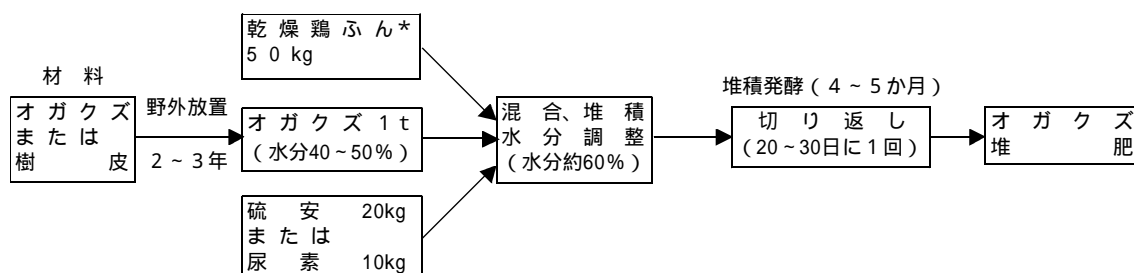 乾燥鶏ふん*
50kg
材料
オガクズ
または
樹皮
野外放置
2~3年
オガクズ1t
(水分40~50%)
硫安 20kg
または
尿素 10kg
混合、堆積
水分調整
(水分約60%)
堆積発酵(4~5か月)
切り返し
(20~30日に1回)
オガクズ
堆肥